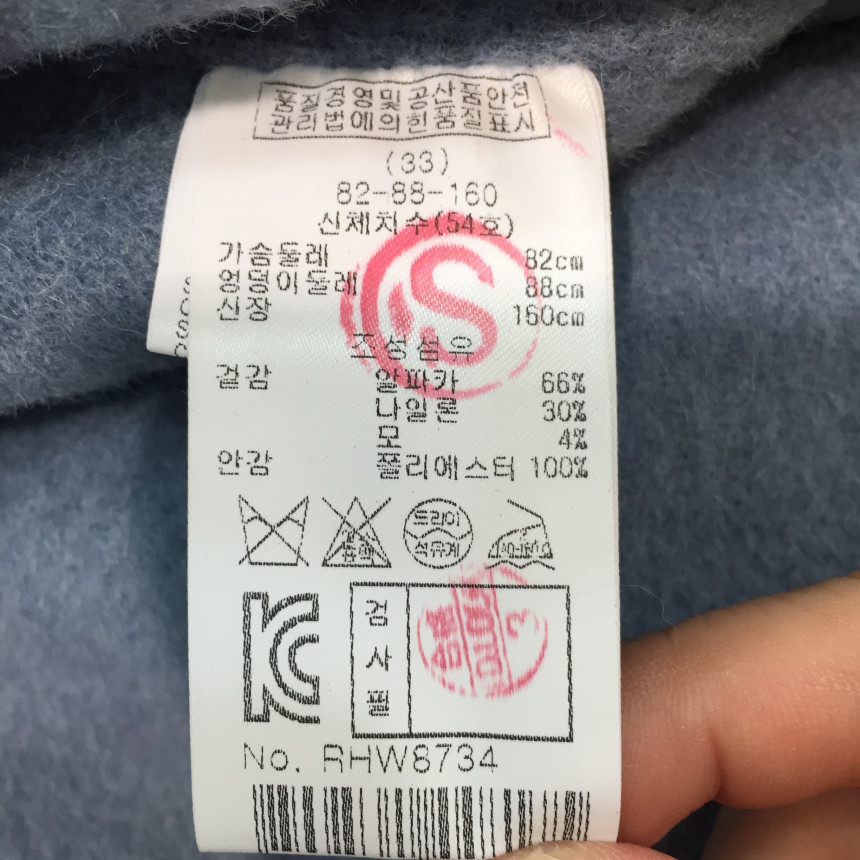 품질경영및공산품안전
관리법에의한품질표시
(33)
82-88-160
신체치수(54호)
가슴둘레 82cm
엉덩이둘레 88cm
신장 160cm
조성섬유
겉감 알파카 66%
나일론 30%
모 4%
안감 폴리에스터 100%
드라이
석유계
검
사
필
No. RHW8734